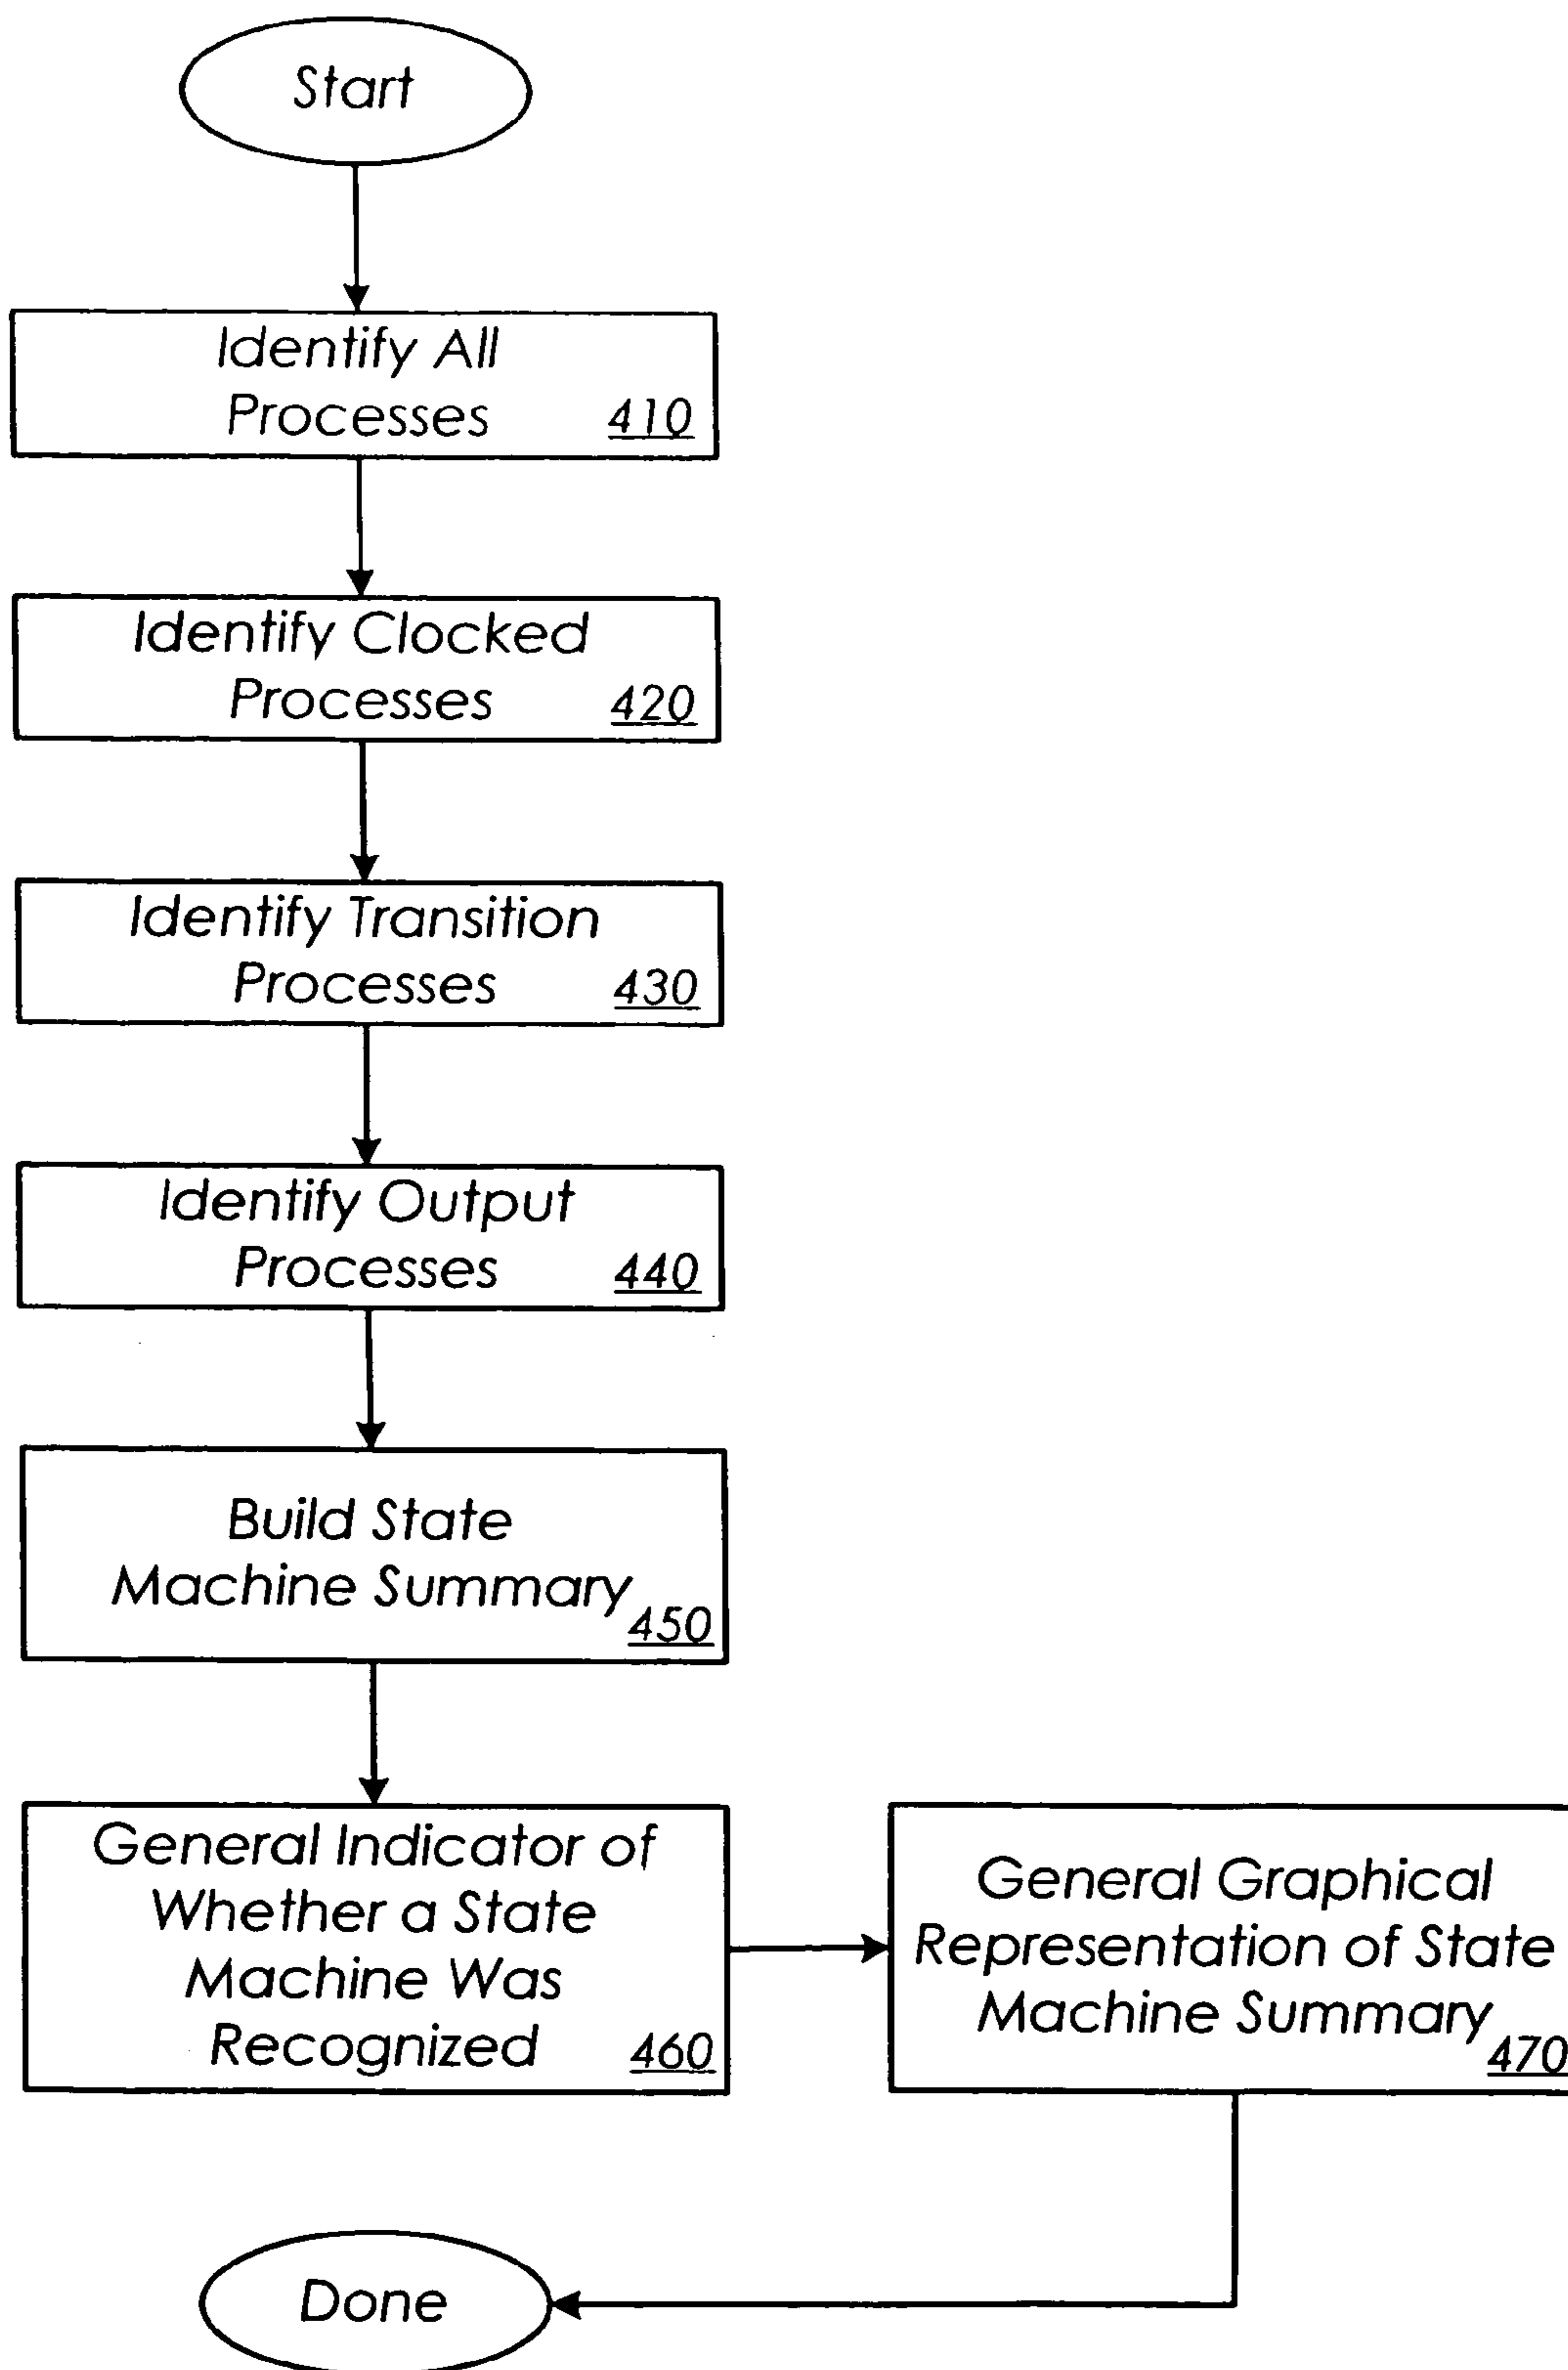 Start
Identify All
Processes 410
Identify Clocked
Processes 420
Identify Transition
Processes 430
Identify Output
Processes 440
Build State
Machine Summary
450
General Indicator of
Whether a State
Machine Was
Recognized 460
General Graphical
Representation of State
Machine Summary
470
Done